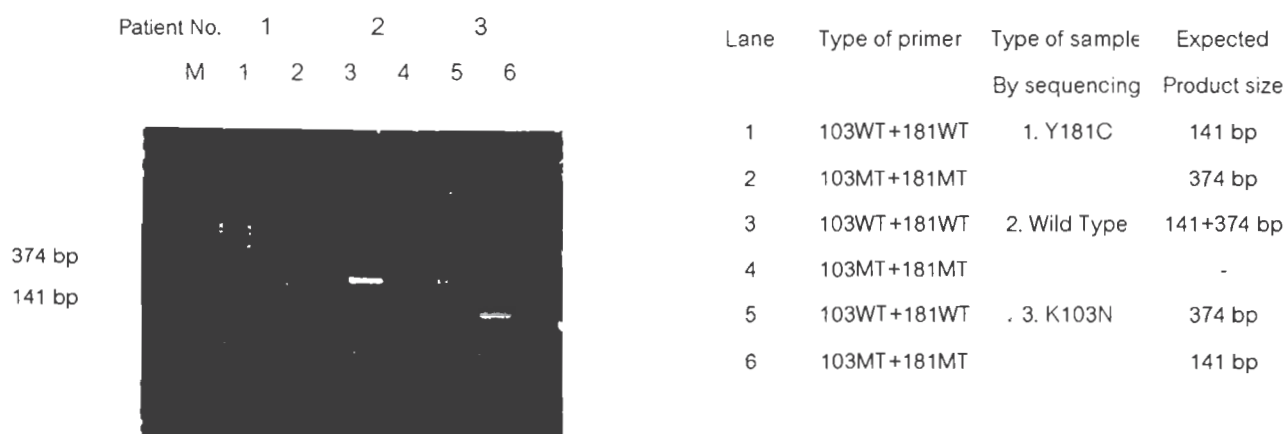 Patient No. 1 2 3
M 1 2 3 4 5 6
374 bp
141 bp
Lane Type of primer Type of sample Expected
By sequencing Product size
1 103WT+181WT 1. Y181C 141 bp
2 103MT+181MT 374 bp
3 103WT+181WT 2. Wild Type 141+374 bp
4 103MT+181MT -
5 103WT+181WT 3. K103N 374 bp
6 103MT+181MT 141 bp